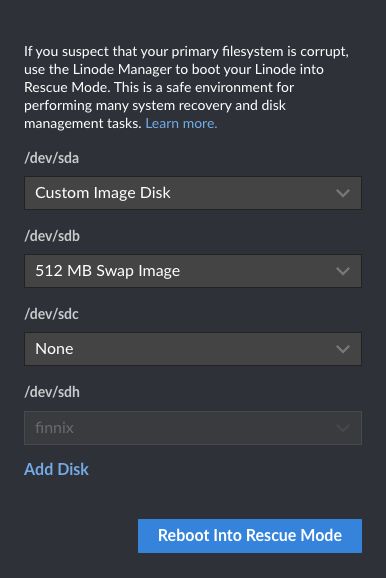 If you suspect that your primary filesystem is corrupt,
use the Linode Manager to boot your Linode into
Rescue Mode. This is a safe environment for
performing many system recovery and disk
management tasks. Learn more.
/dev/sda
Custom Image Disk
/dev/sdb
512 MB Swap Image
/dev/sdc
None
/dev/sdh
finnix
Add Disk
Reboot Into Rescue Mode